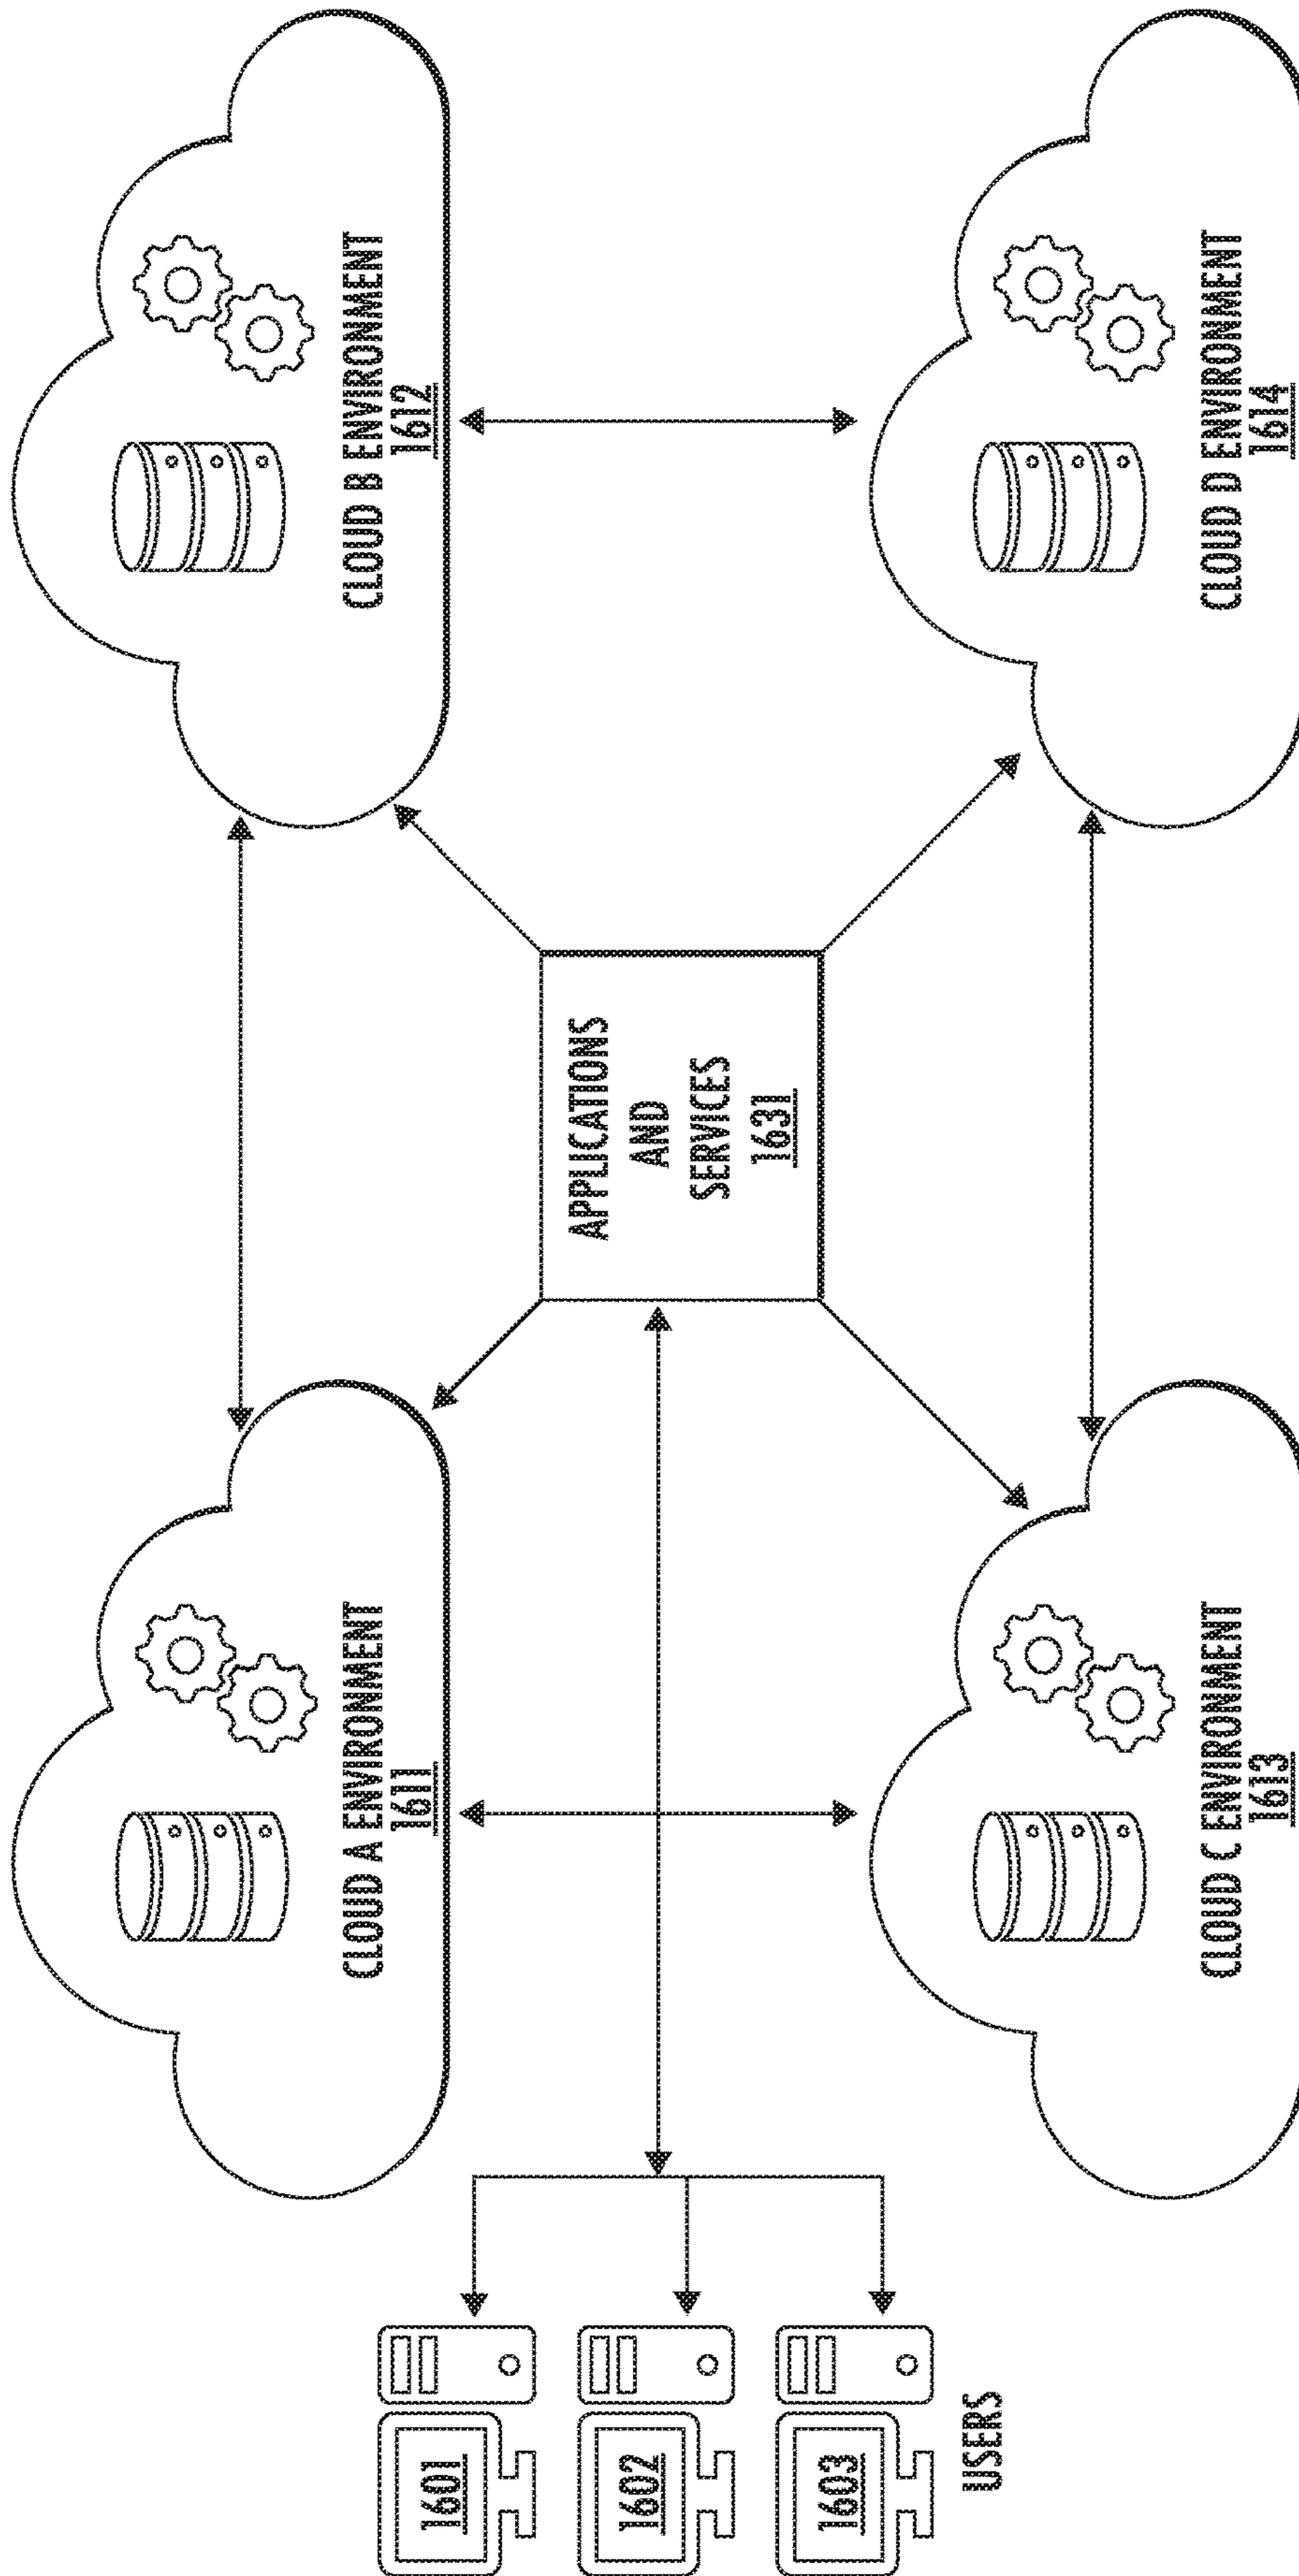 CLOUD A ENVIRONMENT
1611
CLOUD B ENVIRONMENT
1612
1601
1602
1603
USERS
APPLICATIONS
AND
SERVICES
1631
CLOUD C ENVIRONMENT
1613
CLOUD D ENVIRONMENT
1614